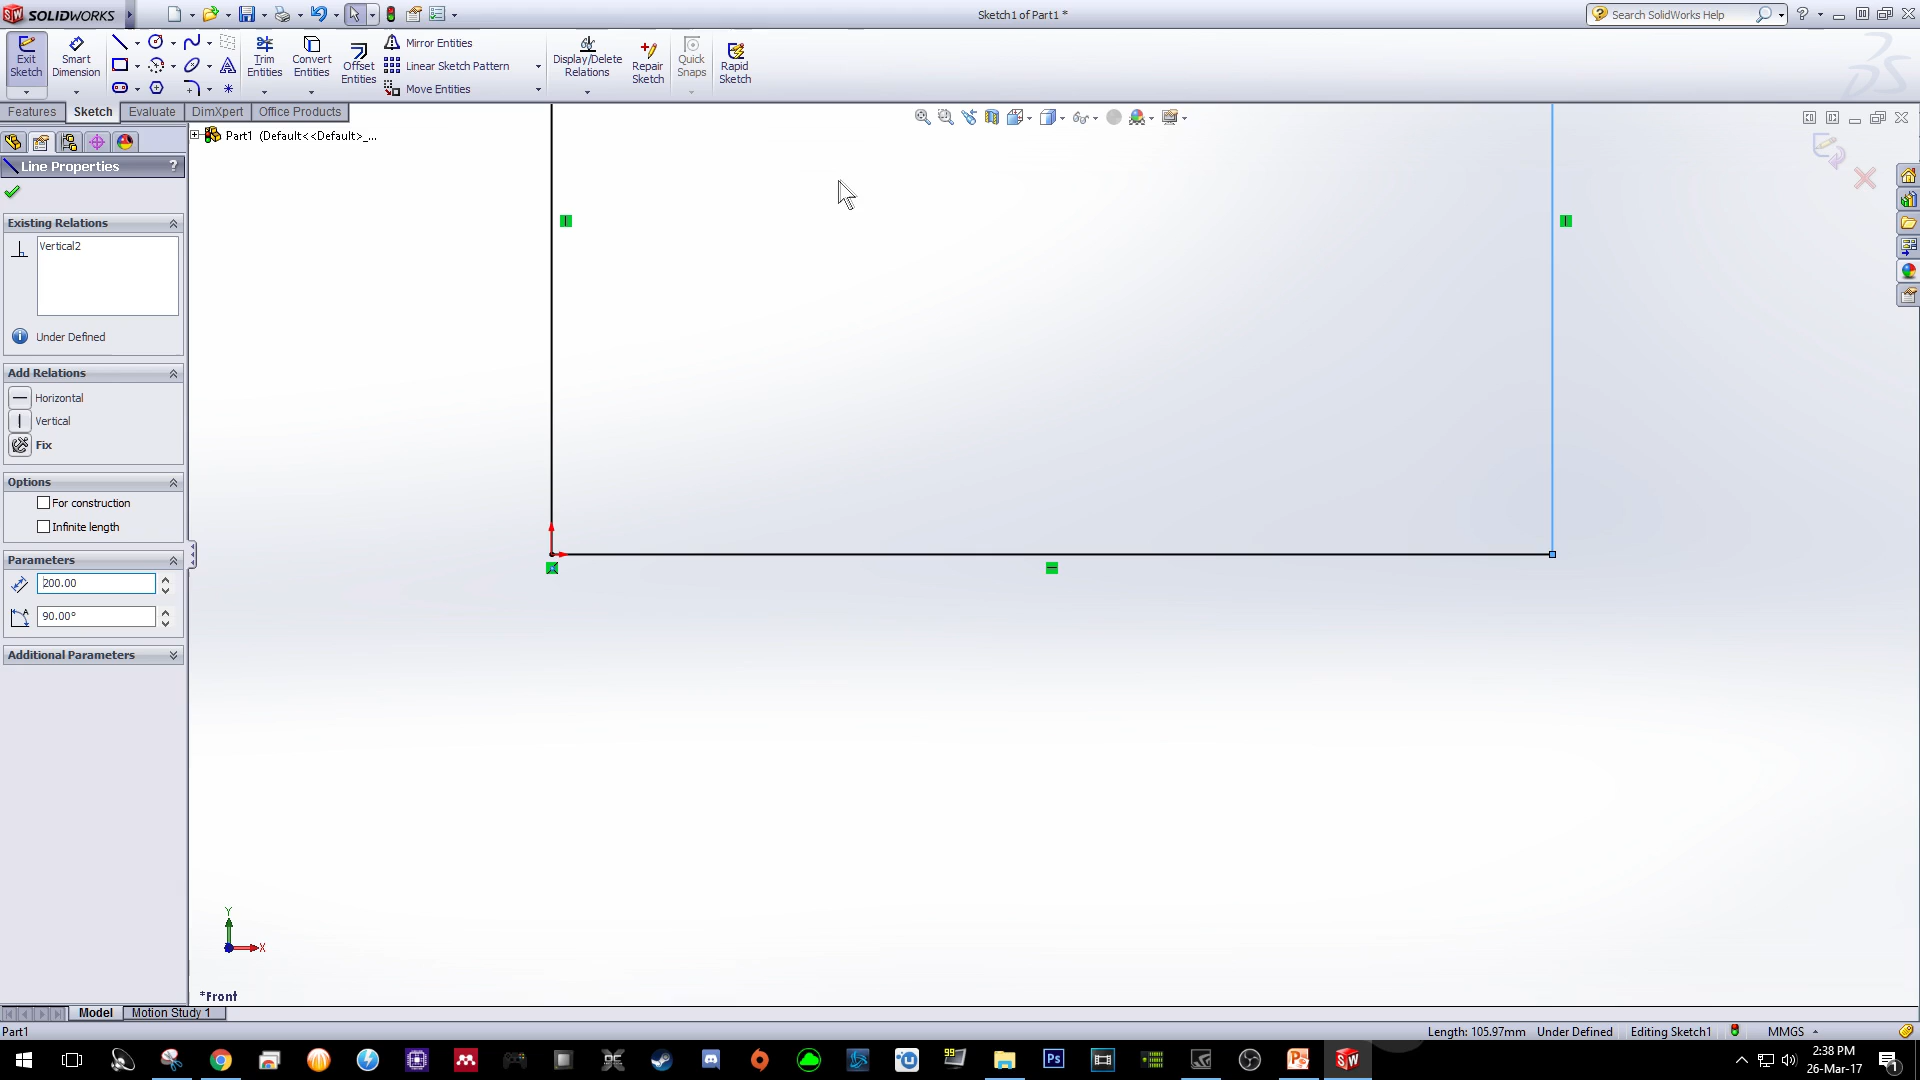 SOLIDWORKS
Sketch1 of Part1 *
Search SolidWorks Help
Exit Sketch
Smart Dimension
Trim Entities
Convert Entities
Offset Entities
Mirror Entities
Linear Sketch Pattern
Move Entities
Display/Delete Relations
Repair Sketch
Quick Snaps
Rapid Sketch
Features
Sketch
Evaluate
DimXpert
Office Products
Part1 (Default<<Default>_...
Line Properties
?
Existing Relations
Vertical2
Under Defined
Add Relations
Horizontal
Vertical
Fix
Options
For construction
Infinite length
Parameters
200.00
90.00°
Additional Parameters
Y
X
*Front
Model
Motion Study 1
Part1
Length: 105.97mm
Under Defined
Editing Sketch1
MMGS
99
Ps
SW
2:38 PM
26-Mar-17
1